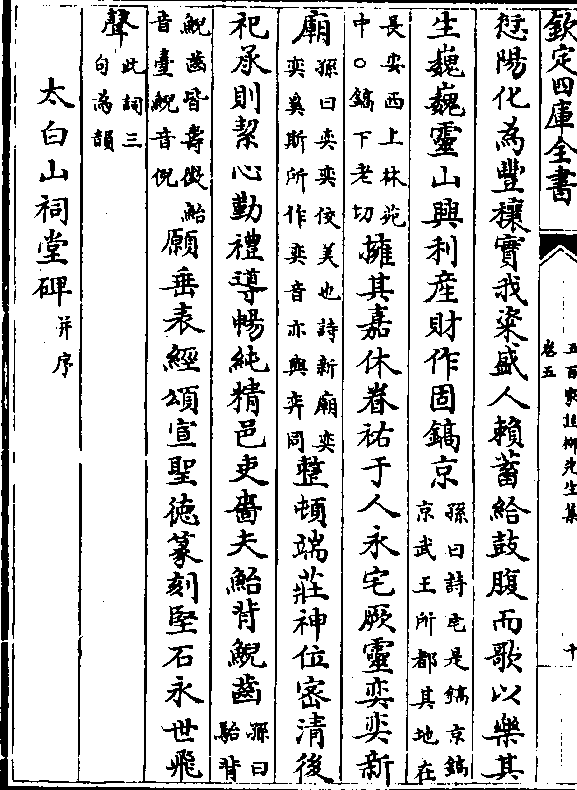 欽定四庫全書
五百家注柳先生集
卷五
十
愆陽化為豐穰實我粢盛人賴蓄給鼓腹而歌以樂其
生巍巍靈山興利產財作固鎬京孫曰詩宅是鎬京鎬京武王所都其地在
長安西上林苑中〇鎬下老切擁其嘉休眷祐于人永宅厥靈奕奕新
廟孫曰奕奕佼美也詩新廟奕奕奚斯所作奕音亦與弈同整頓端莊神位密清後
祀承則絜心勤禮導暢純精邑吏嗇夫鮐背鯢齒孫曰鮐背
鯢齒皆壽徵鮐音臺鯢音倪願垂表經頌宣聖德篆刻堅石永世飛
聲此詞三句為韻
太白山祠堂碑并序